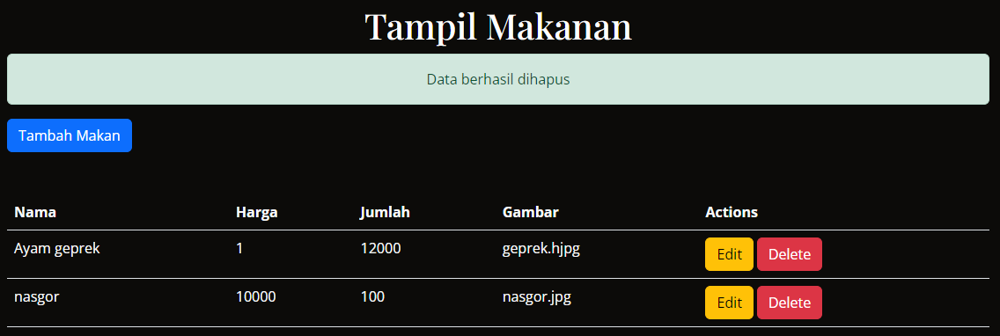 Tampil Makanan
Data berhasil dihapus
Tambah Makan
Nama Harga Jumlah Gambar Actions
Ayam geprek 1 12000 geprek.hjpg Edit Delete
nasgor 10000 100 nasgor.jpg Edit Delete